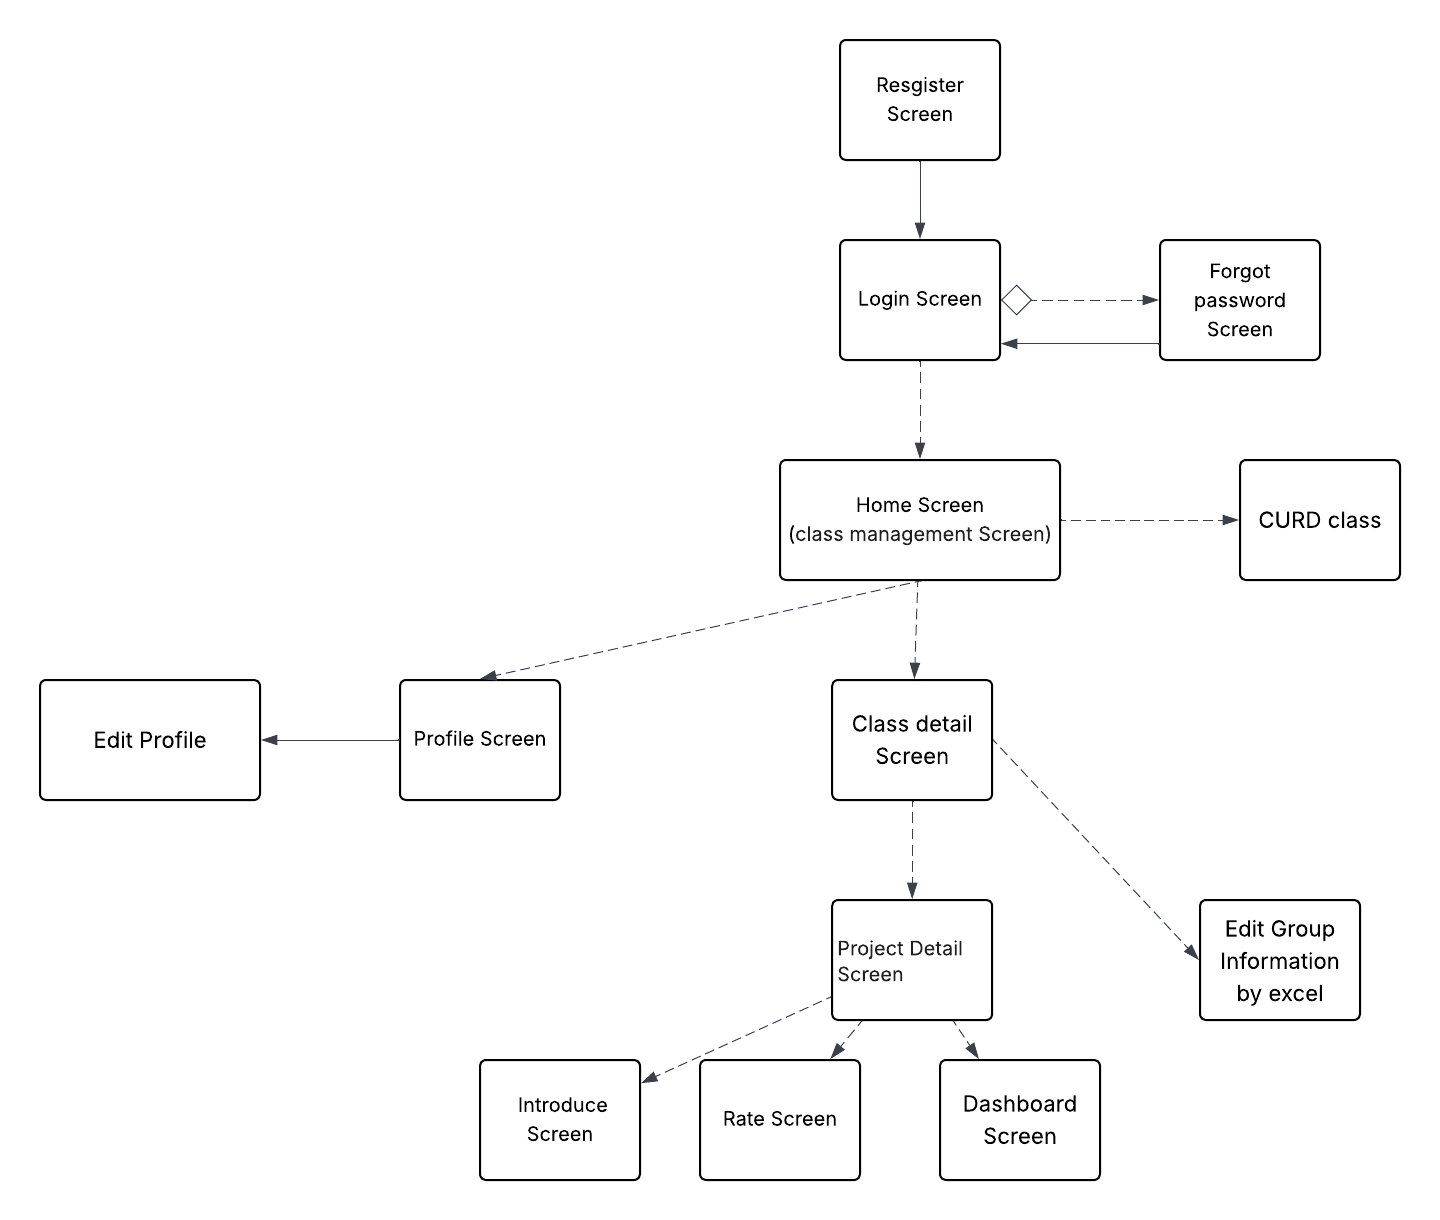 Resgister
Screen
Login Screen
Forgot
password
Screen
Home Screen
(class management Screen)
CURD class
Edit Profile
Profile Screen
Class detail
Screen
Project Detail
Screen
Edit Group
Information
by excel
Introduce
Screen
Rate Screen
Dashboard
Screen